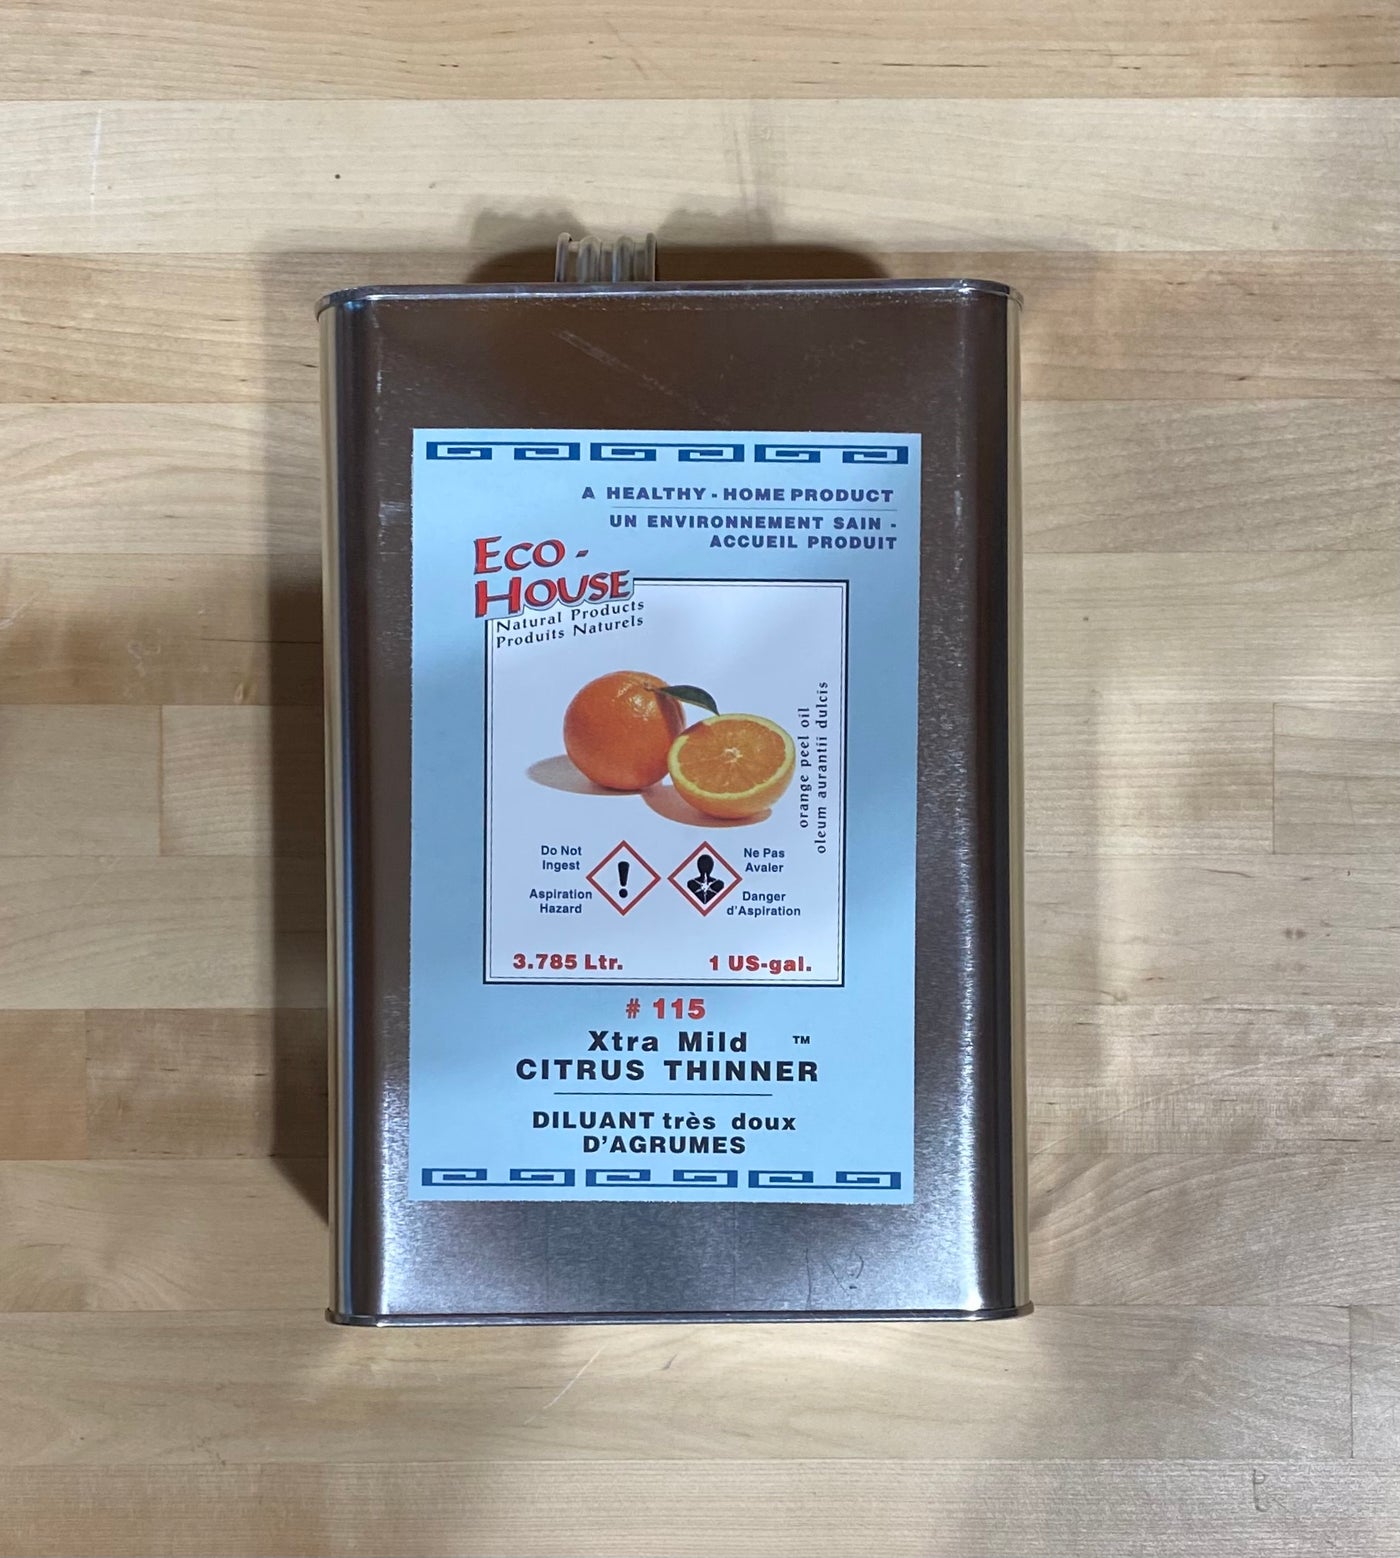 A HEALTHY - HOME PRODUCT
UN ENVIRONNEMENT SAIN -
ACCUEIL PRODUIT
ECO -
HOUSE
Natural Products
Produits Naturels
orange peel oil
oleum aurantii dulcis
Do Not
Ingest
Aspiration
Hazard
Ne Pas
Avaler
Danger
d'Aspiration
3.785 Ltr.
1 US-gal.
# 115
Xtra Mild ™
CITRUS THINNER
DILUANT très doux
D'AGRUMES